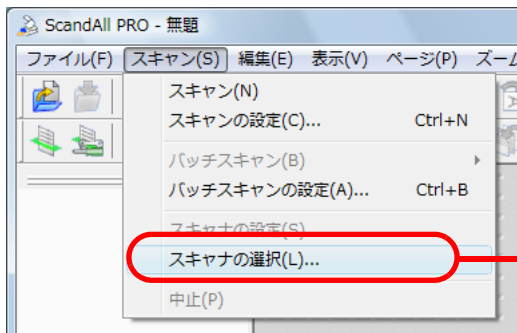 ScandAll PRO - 無題
ファイル(F) スキャン(S) 編集(E) 表示(V) ページ(P) ズーム
スキャン(N)
スキャンの設定(C)... Ctrl+N
バッチスキャン(B)
バッチスキャンの設定(A)... Ctrl+B
スキャナの設定(S)
スキャナの選択(L)...
中止(P)